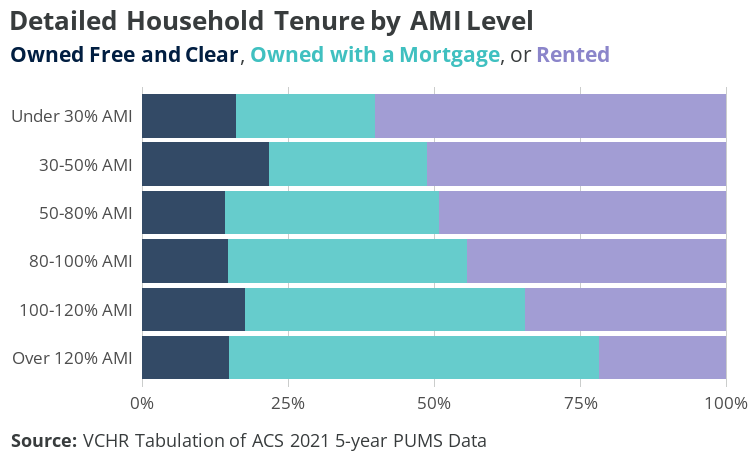 Detailed Household Tenure by AMI Level
Owned Free and Clear, Owned with a Mortgage, or Rented
Under 30% AMI
30-50% AMI
50-80% AMI
80-100% AMI
100-120% AMI
Over 120% AMI
0% 25% 50% 75% 100%
Source: VCHR Tabulation of ACS 2021 5-year PUMS Data